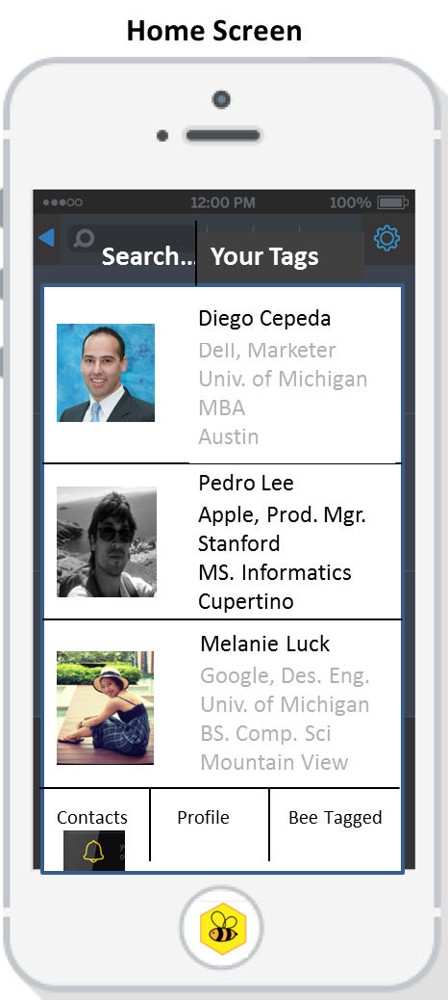 Home Screen
12:00 PM 100%
Search... Your Tags
Diego Cepeda
Dell, Marketer
Univ. of Michigan
MBA
Austin
Pedro Lee
Apple, Prod. Mgr.
Stanford
MS. Informatics
Cupertino
Melanie Luck
Google, Des. Eng.
Univ. of Michigan
BS. Comp. Sci
Mountain View
Contacts Profile Bee Tagged